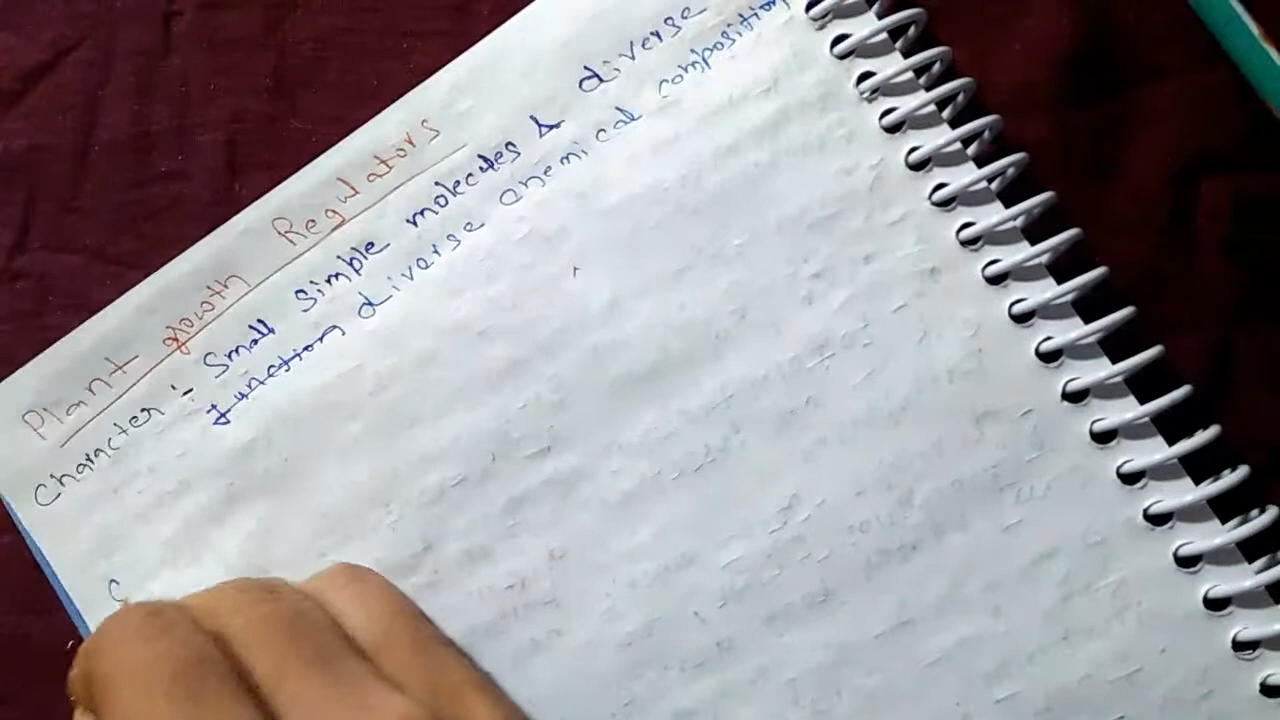 Plant growth Regulators
Character :- Small Simple molecules & diverse
function diverse chemical composition
C